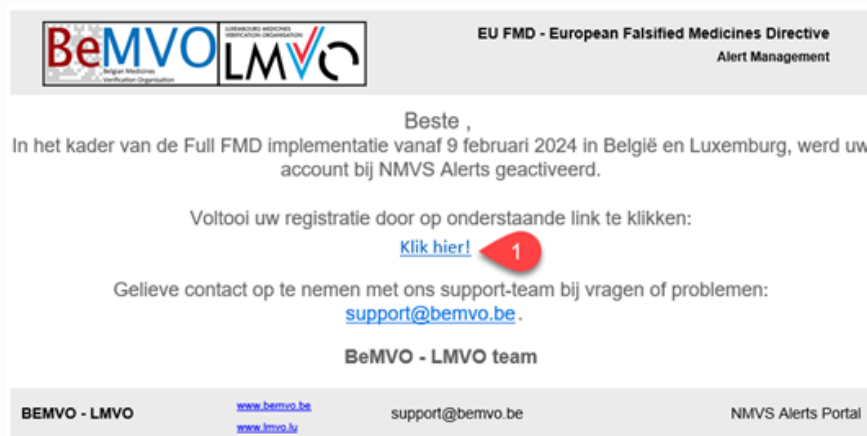 BeMVO
Belgian Medicines
Verification Organisation
LUXEMBOURG MEDICINES
VERIFICATION ORGANISATION
LMVO
EU FMD - European Falsified Medicines Directive
Alert Management
Beste ,
In het kader van de Full FMD implementatie vanaf 9 februari 2024 in België en Luxemburg, werd uw
account bij NMVS Alerts geactiveerd.
Voltooi uw registratie door op onderstaande link te klikken:
Klik hier! 1
Gelieve contact op te nemen met ons support-team bij vragen of problemen:
support@bemvo.be.
BeMVO - LMVO team
BEMVO - LMVO
www.bemvo.be
www.lmvo.lu
support@bemvo.be
NMVS Alerts Portal